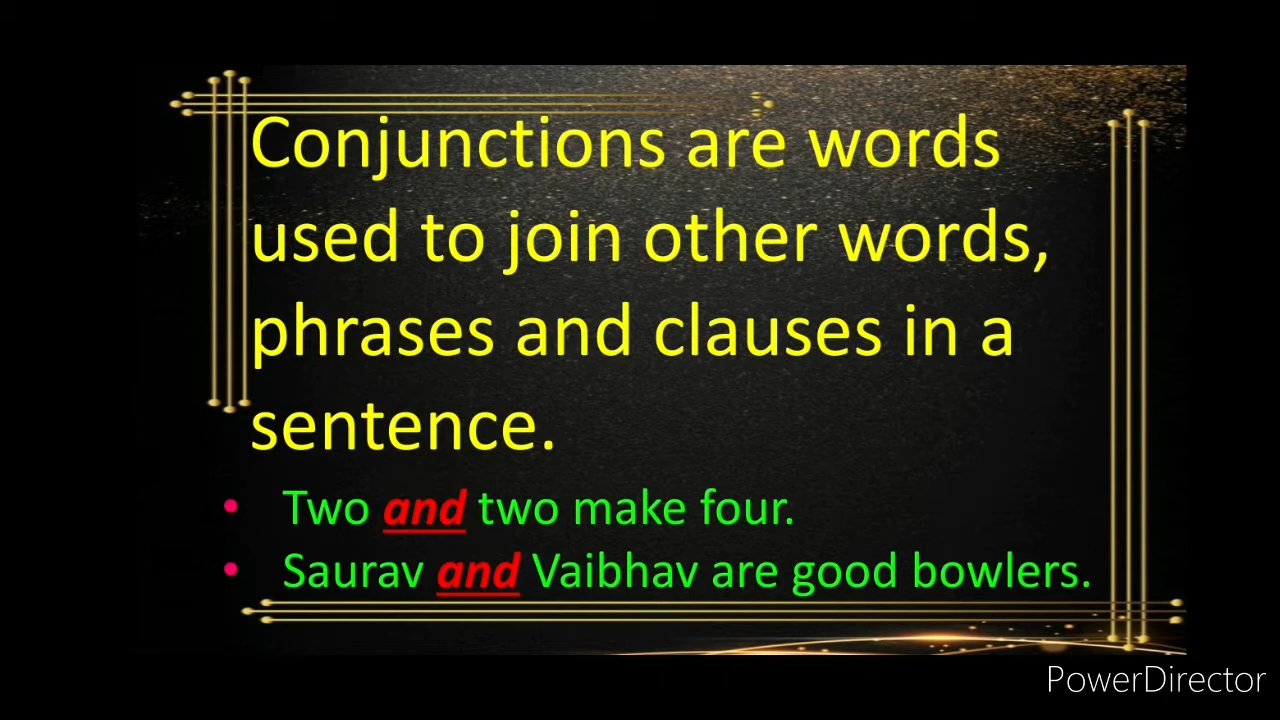 Conjunctions are words
used to join other words,
phrases and clauses in a
sentence.
• Two and two make four.
• Saurav and Vaibhav are good bowlers.
PowerDirector